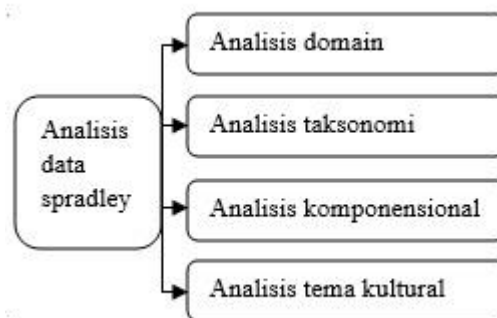 Analisis domain
Analisis taksonomi
Analisis
data
spradley
Analisis komponensional
Analisis tema kultural